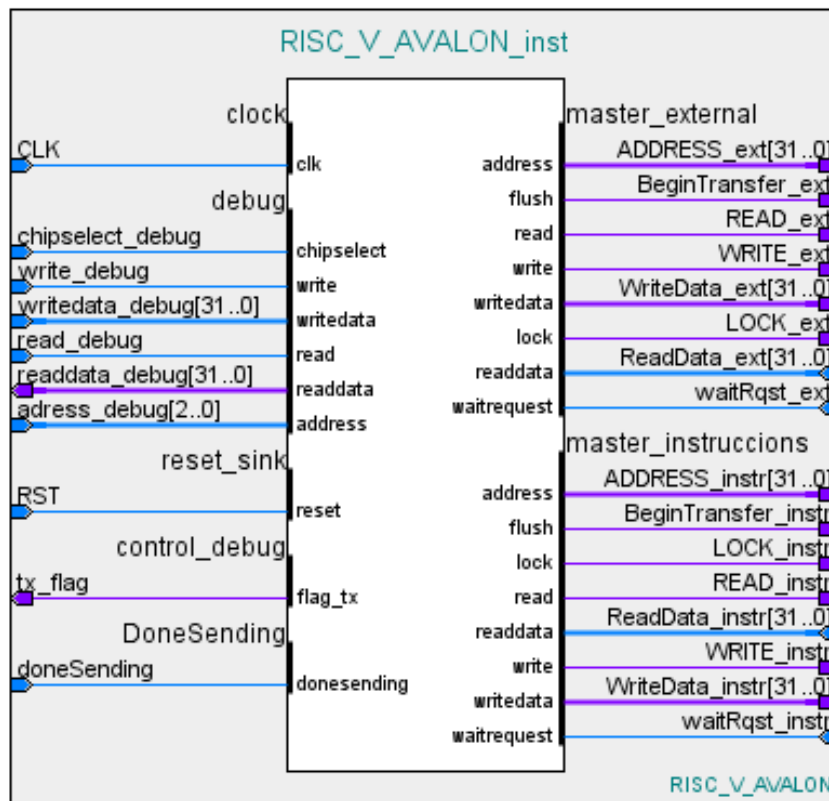 RISC_V_AVALON_inst
clock
CLK
clk
debug
chipselect_debug
chipselect
write_debug
write
writedata_debug[31..0]
writedata
read_debug
read
readdata_debug[31..0]
readdata
adress_debug[2..0]
address
reset_sink
RST
reset
control_debug
tx_flag
flag_tx
DoneSending
doneSending
donesending
master_external
address
ADDRESS_ext[31..0]
flush
BeginTransfer_ext
read
READ_ext
write
WRITE_ext
writedata
WriteData_ext[31..0]
lock
LOCK_ext
readdata
ReadData_ext[31..0]
waitrequest
waitRqst_ext
master_instruccions
address
ADDRESS_instr[31..0]
flush
BeginTransfer_instr
lock
LOCK_instr
read
READ_instr
readdata
ReadData_instr[31..0]
write
WRITE_instr
writedata
WriteData_instr[31..0]
waitrequest
waitRqst_instr
RISC_V_AVALON